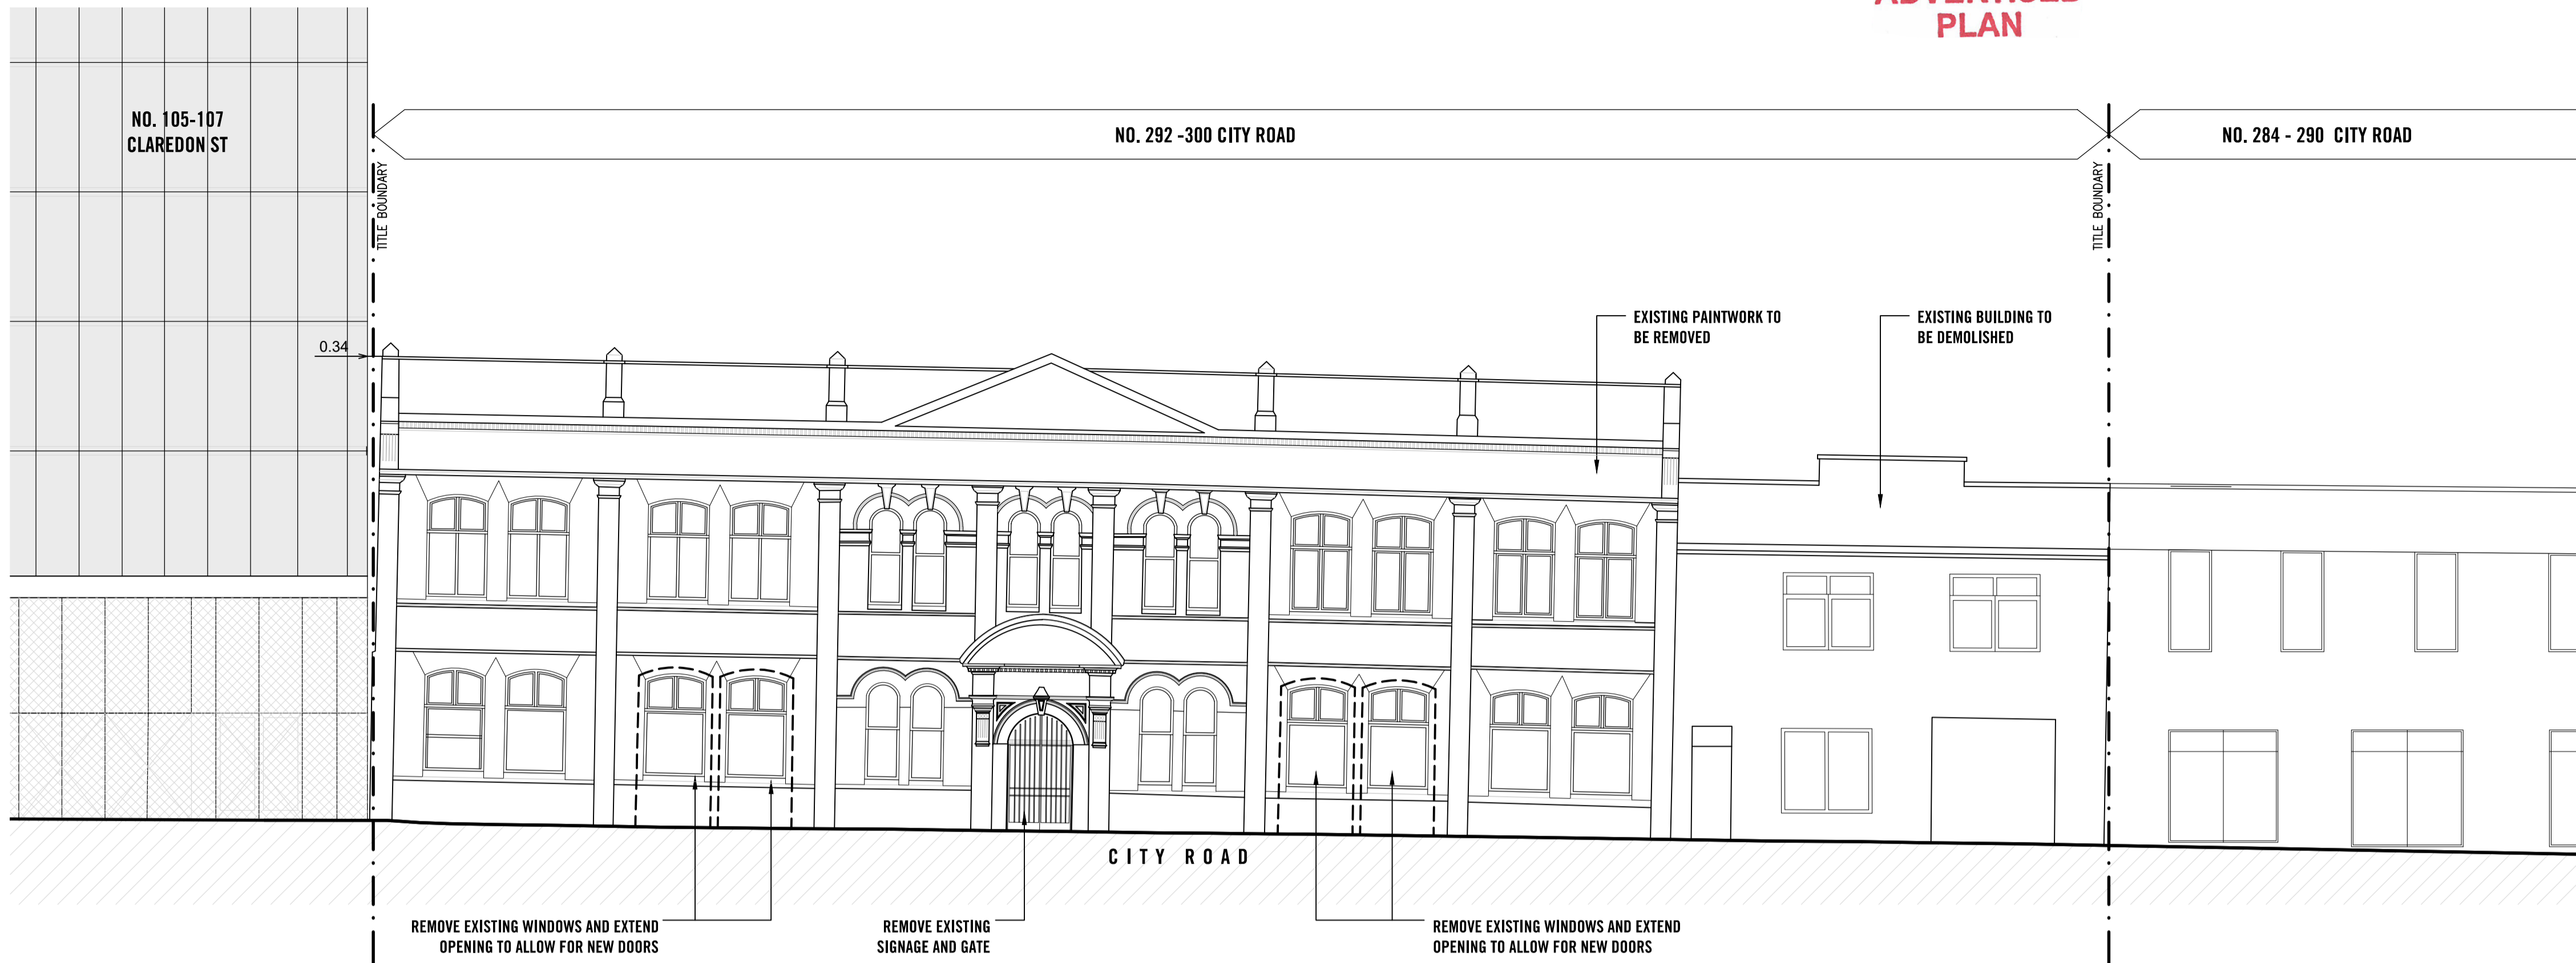 PLAN
NO. 105-107
CLAREDON ST
NO. 292 -300 CITY ROAD
NO. 284 - 290 CITY ROAD
TITLE BOUNDARY
TITLE BOUNDARY
EXISTING PAINTWORK TO
BE REMOVED
EXISTING BUILDING TO
BE DEMOLISHED
0.34
CITY ROAD
REMOVE EXISTING WINDOWS AND EXTEND
OPENING TO ALLOW FOR NEW DOORS
REMOVE EXISTING
SIGNAGE AND GATE
REMOVE EXISTING WINDOWS AND EXTEND
OPENING TO ALLOW FOR NEW DOORS